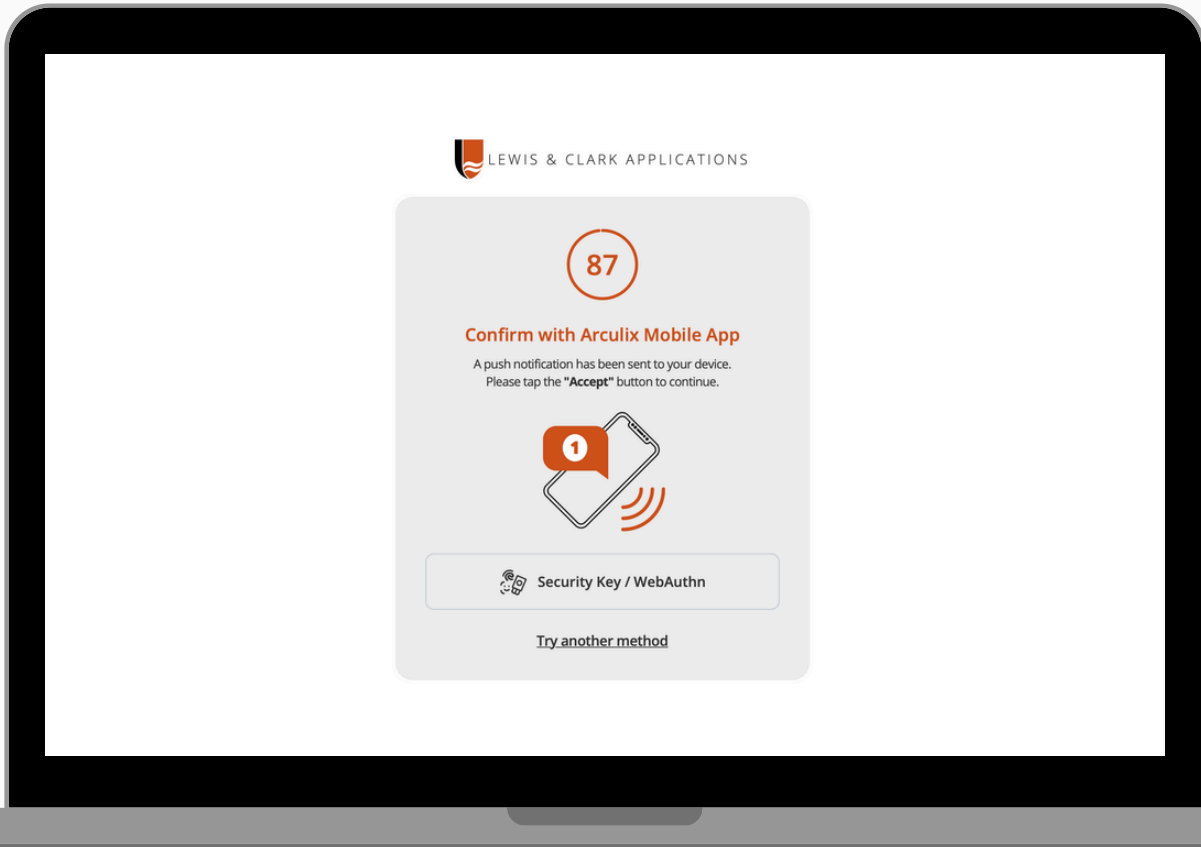 LEWIS & CLARK APPLICATIONS
87
Confirm with Arculix Mobile App
A push notification has been sent to your device.
Please tap the "Accept" button to continue.
1
Security Key / WebAuthn
Try another method